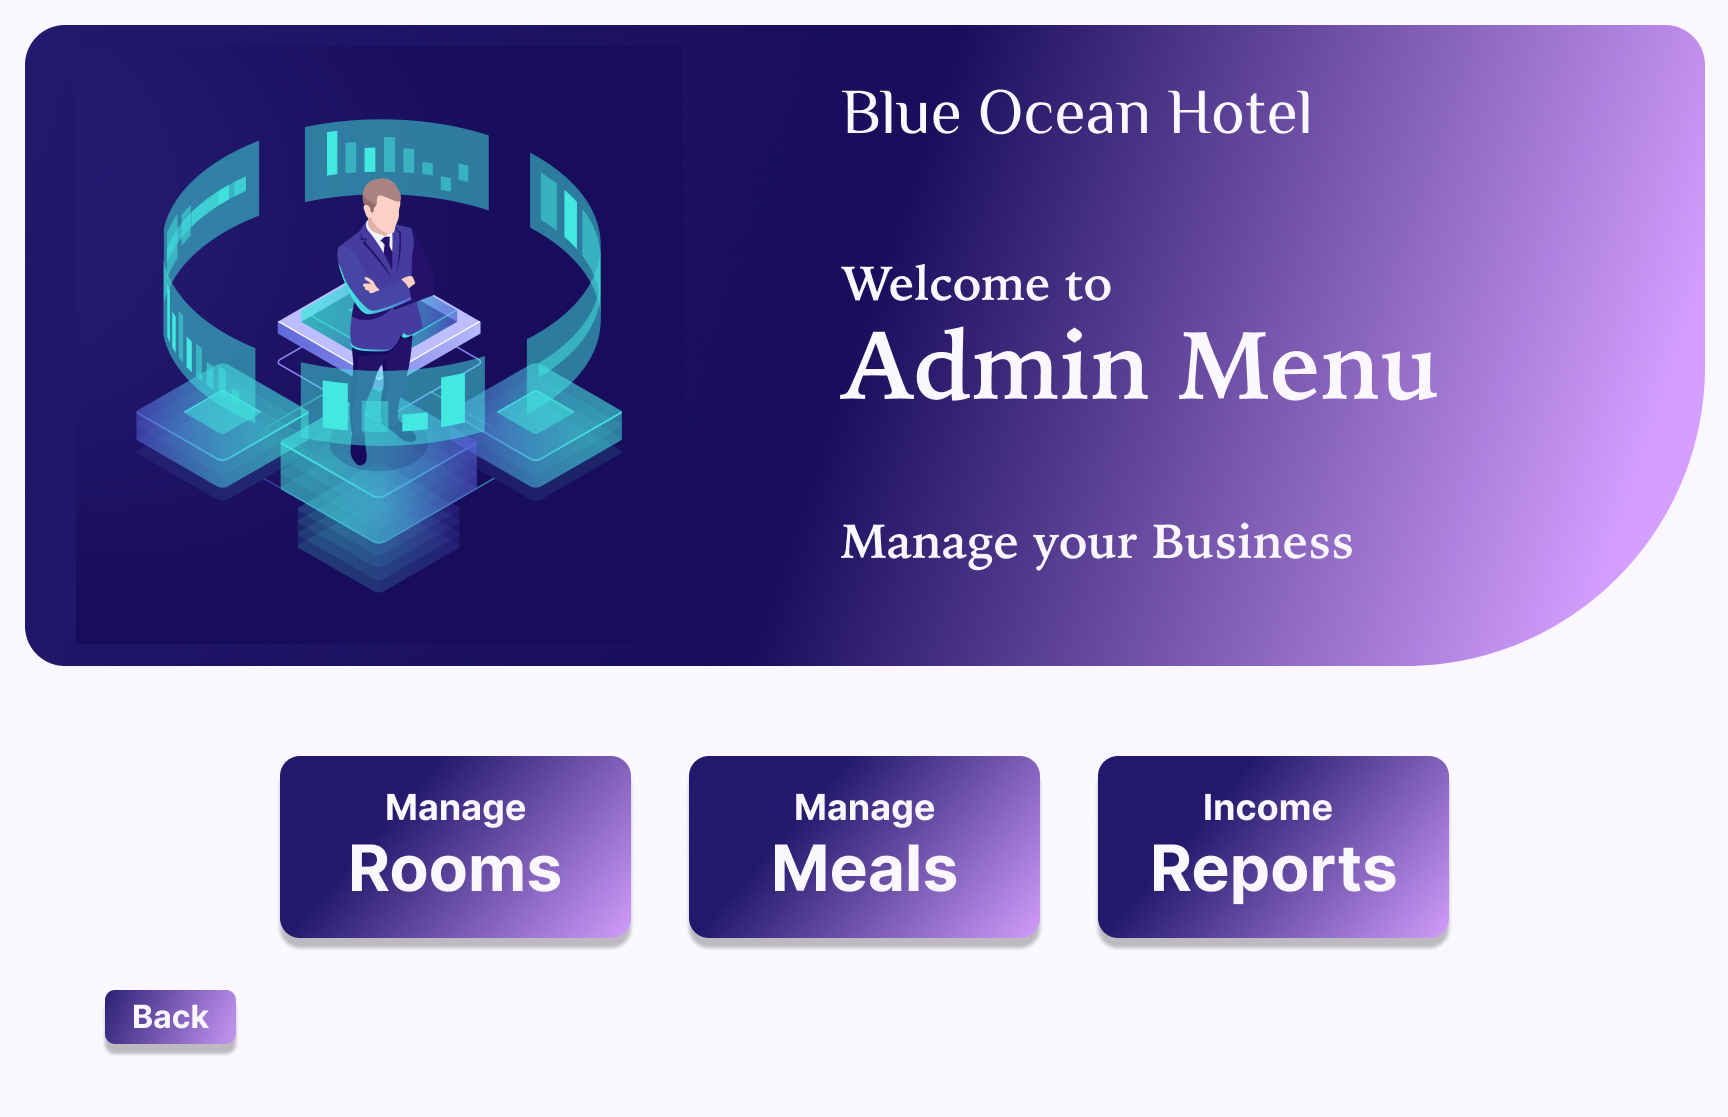 Blue Ocean Hotel
Welcome to
Admin Menu
Manage your Business
Manage
Rooms
Manage
Meals
Income
Reports
Back